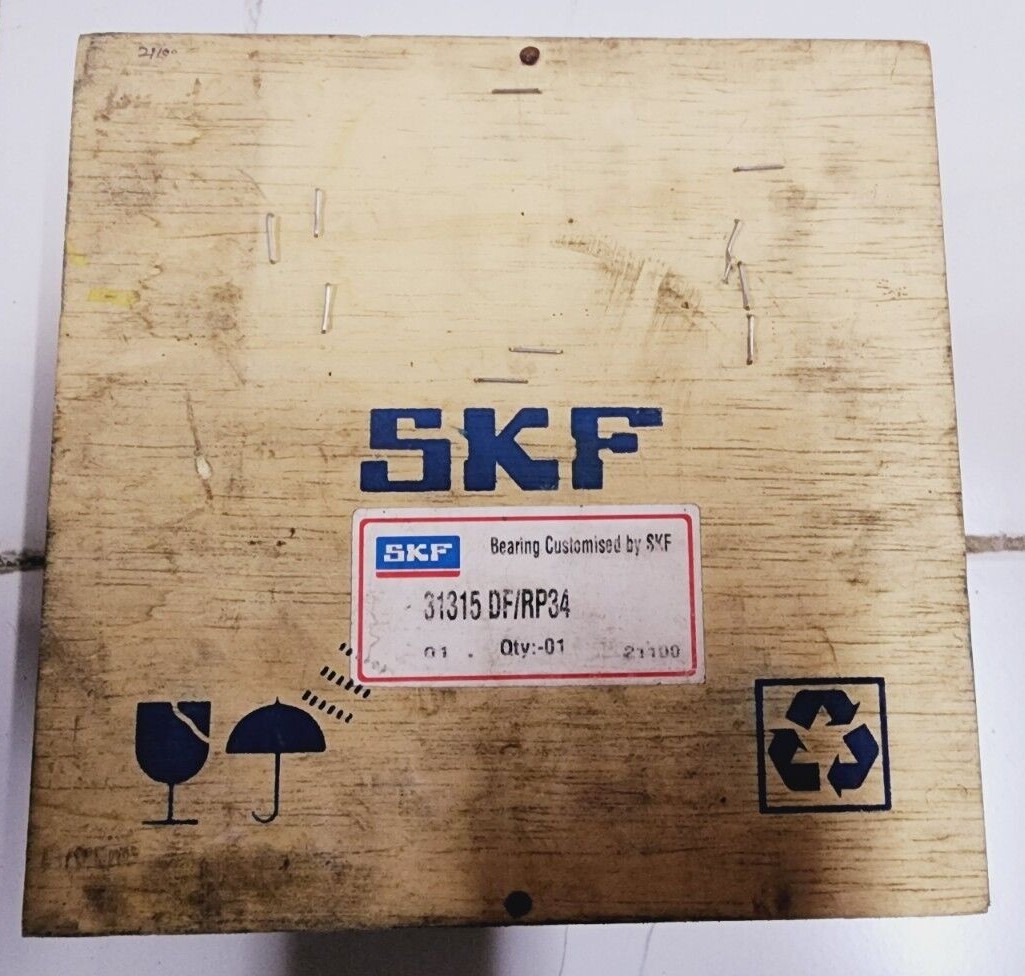 SKF
SKF Bearing Customised by SKF
31315 DF/RP34
01 . Qty:-01 21100